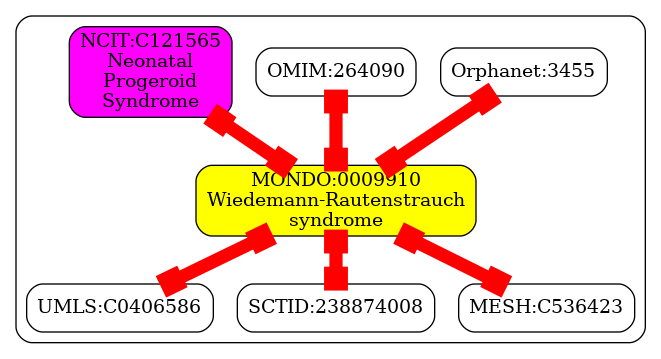 NCIT:C121565
Neonatal
Progeroid
Syndrome
OMIM:264090
Orphanet:3455
MONDO:0009910
Wiedemann-Rautenstrauch
syndrome
UMLS:C0406586
SCTID:238874008
MESH:C536423